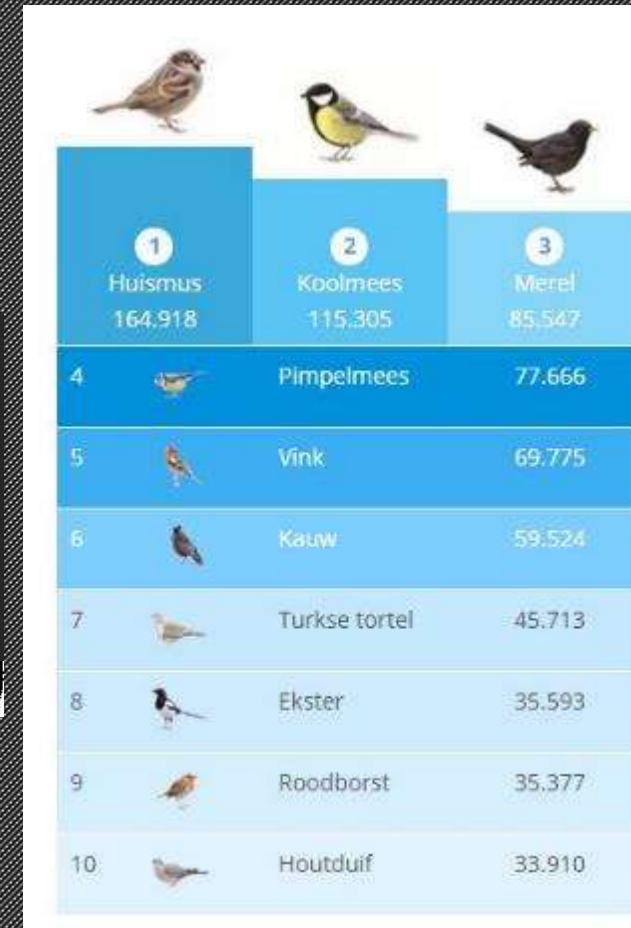 1
Huismus
164.918
2
Koolmees
115.305
3
Merel
85.547
4 Pimpelmees 77.666
5 Vink 69.775
6 Kauw 59.524
7 Turkse tortel 45.713
8 Ekster 35.593
9 Roodborst 35.377
10 Houtduif 33.910